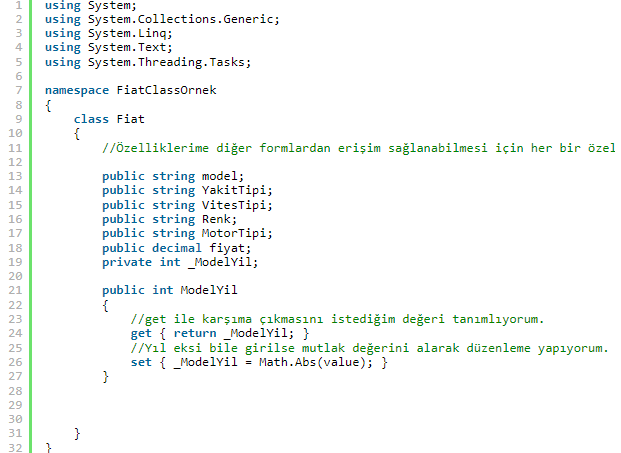 1 using System;
2 using System.Collections.Generic;
3 using System.Linq;
4 using System.Text;
5 using System.Threading.Tasks;
6
7 namespace FiatClassOrnek
8 {
9     class Fiat
10     {
11         //Özelliklerime diğer formlardan erişim sağlanabilmesi için her bir özel
12
13         public string model;
14         public string YakitTipi;
15         public string VitesTipi;
16         public string Renk;
17         public string MotorTipi;
18         public decimal fiyat;
19         private int _ModelYil;
20
21         public int ModelYil
22         {
23             //get ile karşıma çıkmasını istediğim değeri tanımlıyorum.
24             get { return _ModelYil; }
25             //Yıl eksi bile girilse mutlak değerini alarak düzenleme yapıyorum.
26             set { _ModelYil = Math.Abs(value); }
27         }
28
29
30
31     }
32 }